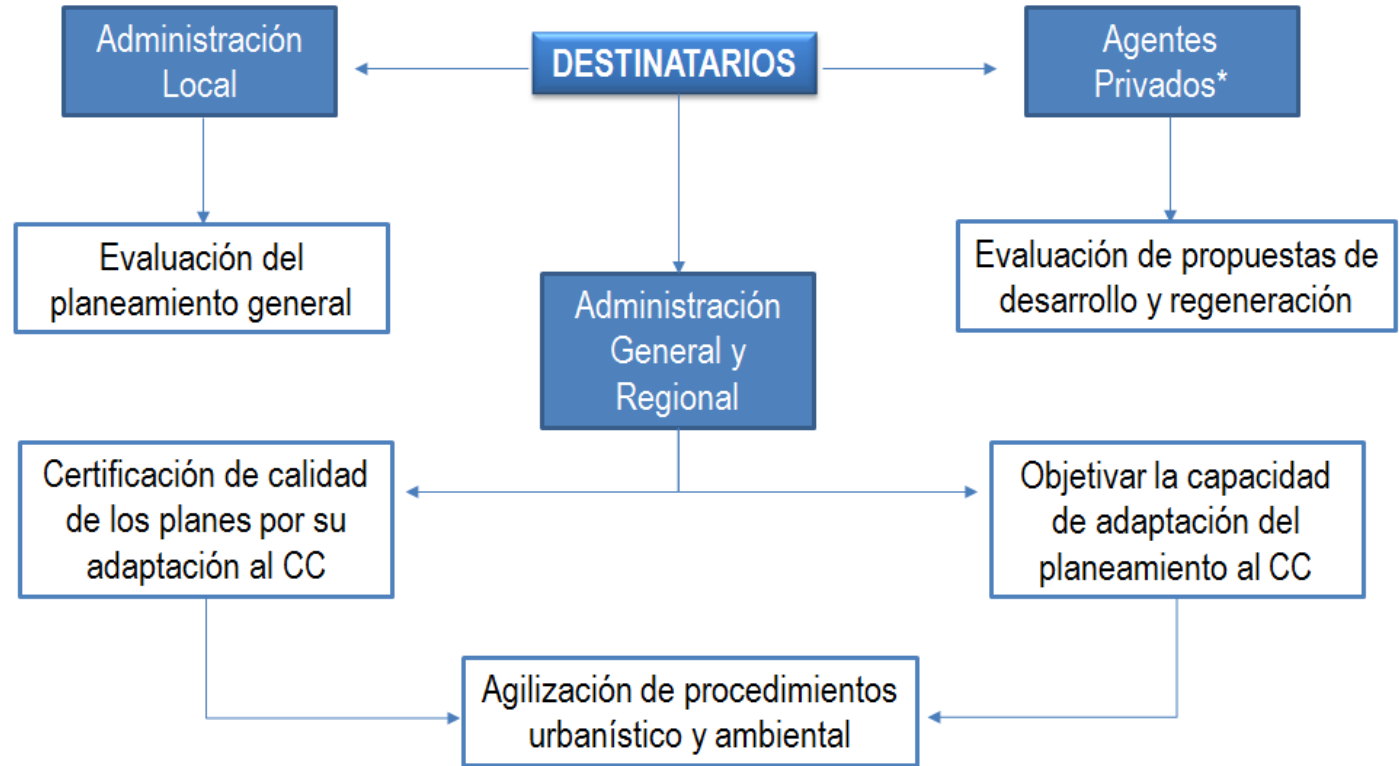 Administración
Local
DESTINATARIOS
Agentes
Privados*
Evaluación del
planeamiento general
Evaluación de propuestas de
desarrollo y regeneración
Administración
General y
Regional
Certificación de calidad
de los planes por su
adaptación al CC
Objetivar la capacidad
de adaptación del
planeamiento al CC
Agilización de procedimientos
urbanístico y ambiental